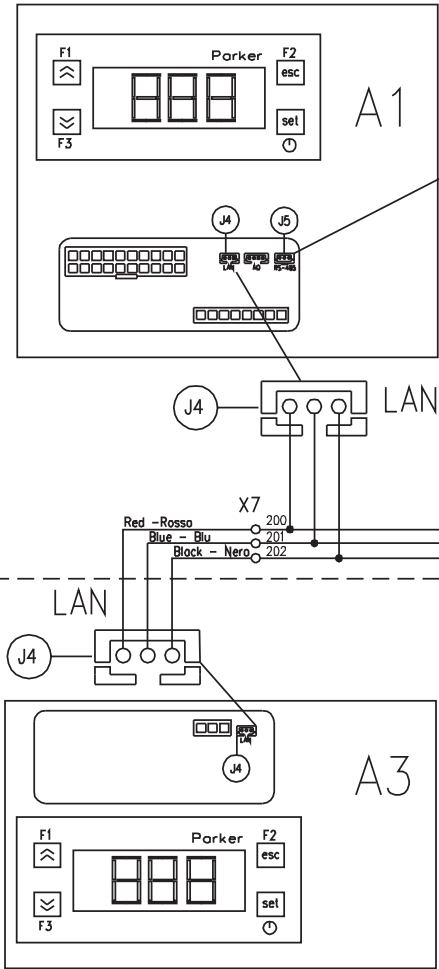 F1
Parker
F2
esc
set
F3
A1
J4
J5
LAN
AO
RS-485
J4
LAN
X7
Red -Rosso
200
Blue - Blu
201
Black - Nero
202
LAN
J4
LAN
J4
A3
F1
Parker
F2
esc
set
F3